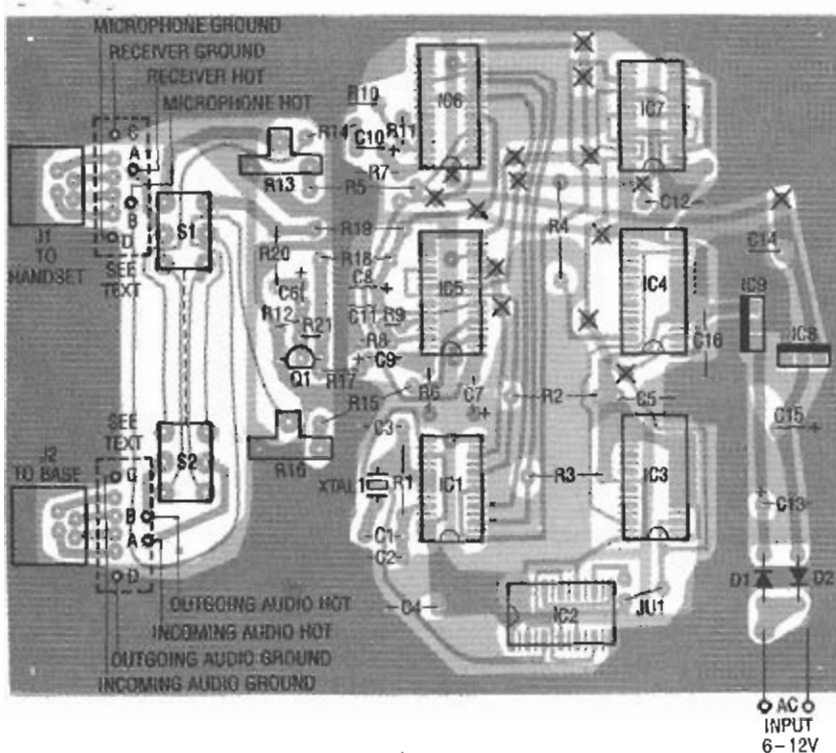 MICROPHONE GROUND
RECEIVER GROUND
RECEIVER HOT
MICROPHONE HOT
C
A
B
D
J1
TO
HANDSET
SEE
TEXT
S1
R10
R14
C10
+
R11
R13
R7
R5
R19
R20
R18
C6
+
C8
+
C11
R9
R12
R21
R8
C9
Q1
R17
+
IC6
IC7
R4
C12
C14
IC5
IC4
IC9
IC8
C16
R15
R6
C7
+
R2
C5
C15
+
SEE
TEXT
J2
TO BASE
S2
R16
C3
XTAL1
R1
IC1
R3
IC3
+
C13
C
B
A
D
C1
C2
C4
IC2
JU1
D1
D2
OUTGOING AUDIO HOT
INCOMING AUDIO HOT
OUTGOING AUDIO GROUND
INCOMING AUDIO GROUND
AC
INPUT
6-12V